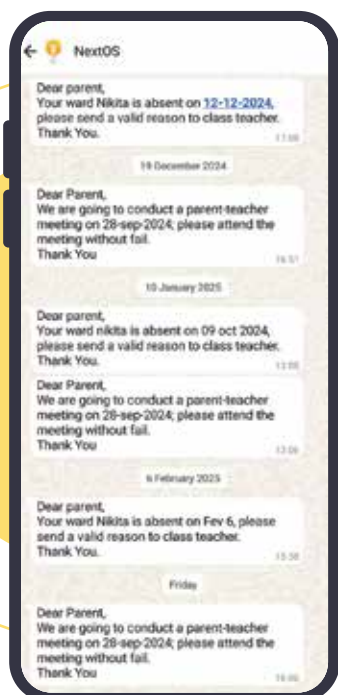 NextOS
Dear parent,
Your ward Nikita is absent on 12-12-2024,
please send a valid reason to class teacher.
Thank You.
19 December 2024
Dear Parent,
We are going to conduct a parent-teacher
meeting on 28-sep-2024; please attend the
meeting without fail.
Thank You
16:57
10 January 2025
Dear parent,
Your ward nikita is absent on 09 oct 2024,
please send a valid reason to class teacher.
Thank You.
Dear Parent,
We are going to conduct a parent-teacher
meeting on 28-sep-2024; please attend the
meeting without fail.
Thank You
6 February 2025
Dear parent,
Your ward Nikita is absent on Fev 6, please
send a valid reason to class teacher.
Thank You.
Friday
Dear Parent,
We are going to conduct a parent-teacher
meeting on 28-sep-2024; please attend the
meeting without fail.
Thank You